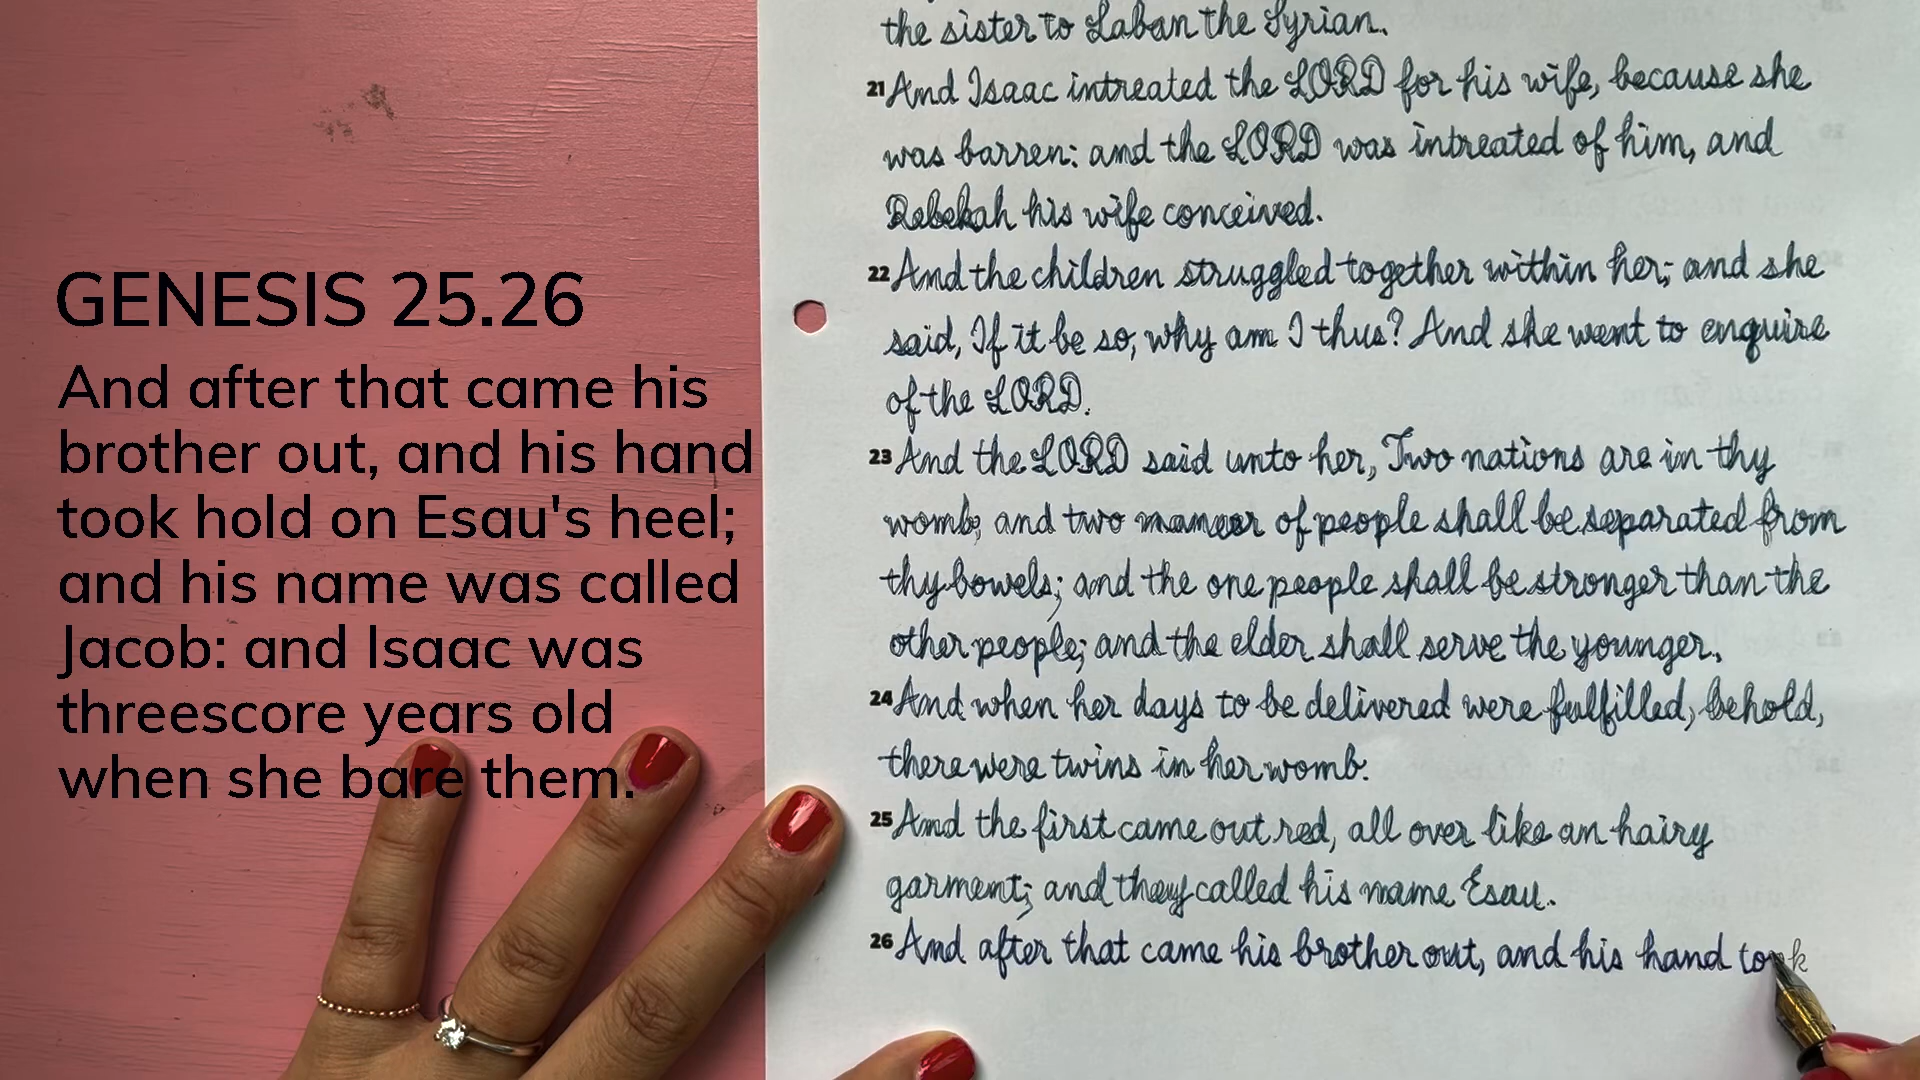 GENESIS 25.26
And after that came his
brother out, and his hand
took hold on Esau's heel;
and his name was called
Jacob: and Isaac was
threescore years old
when she bare them.
the sister to Laban the Syrian.
21 And Isaac intreated the LORD for his wife, because she
was barren: and the LORD was intreated of him, and
Rebekah his wife conceived.
22 And the children struggled together within her; and she
said, If it be so, why am I thus? And she went to enquire
of the LORD.
23 And the LORD said unto her, Two nations are in thy
womb, and two manner of people shall be separated from
thy bowels; and the one people shall be stronger than the
other people; and the elder shall serve the younger.
24 And when her days to be delivered were fulfilled, behold,
there were twins in her womb.
25 And the first came out red, all over like an hairy
garment; and they called his name Esau.
26 And after that came his brother out, and his hand took